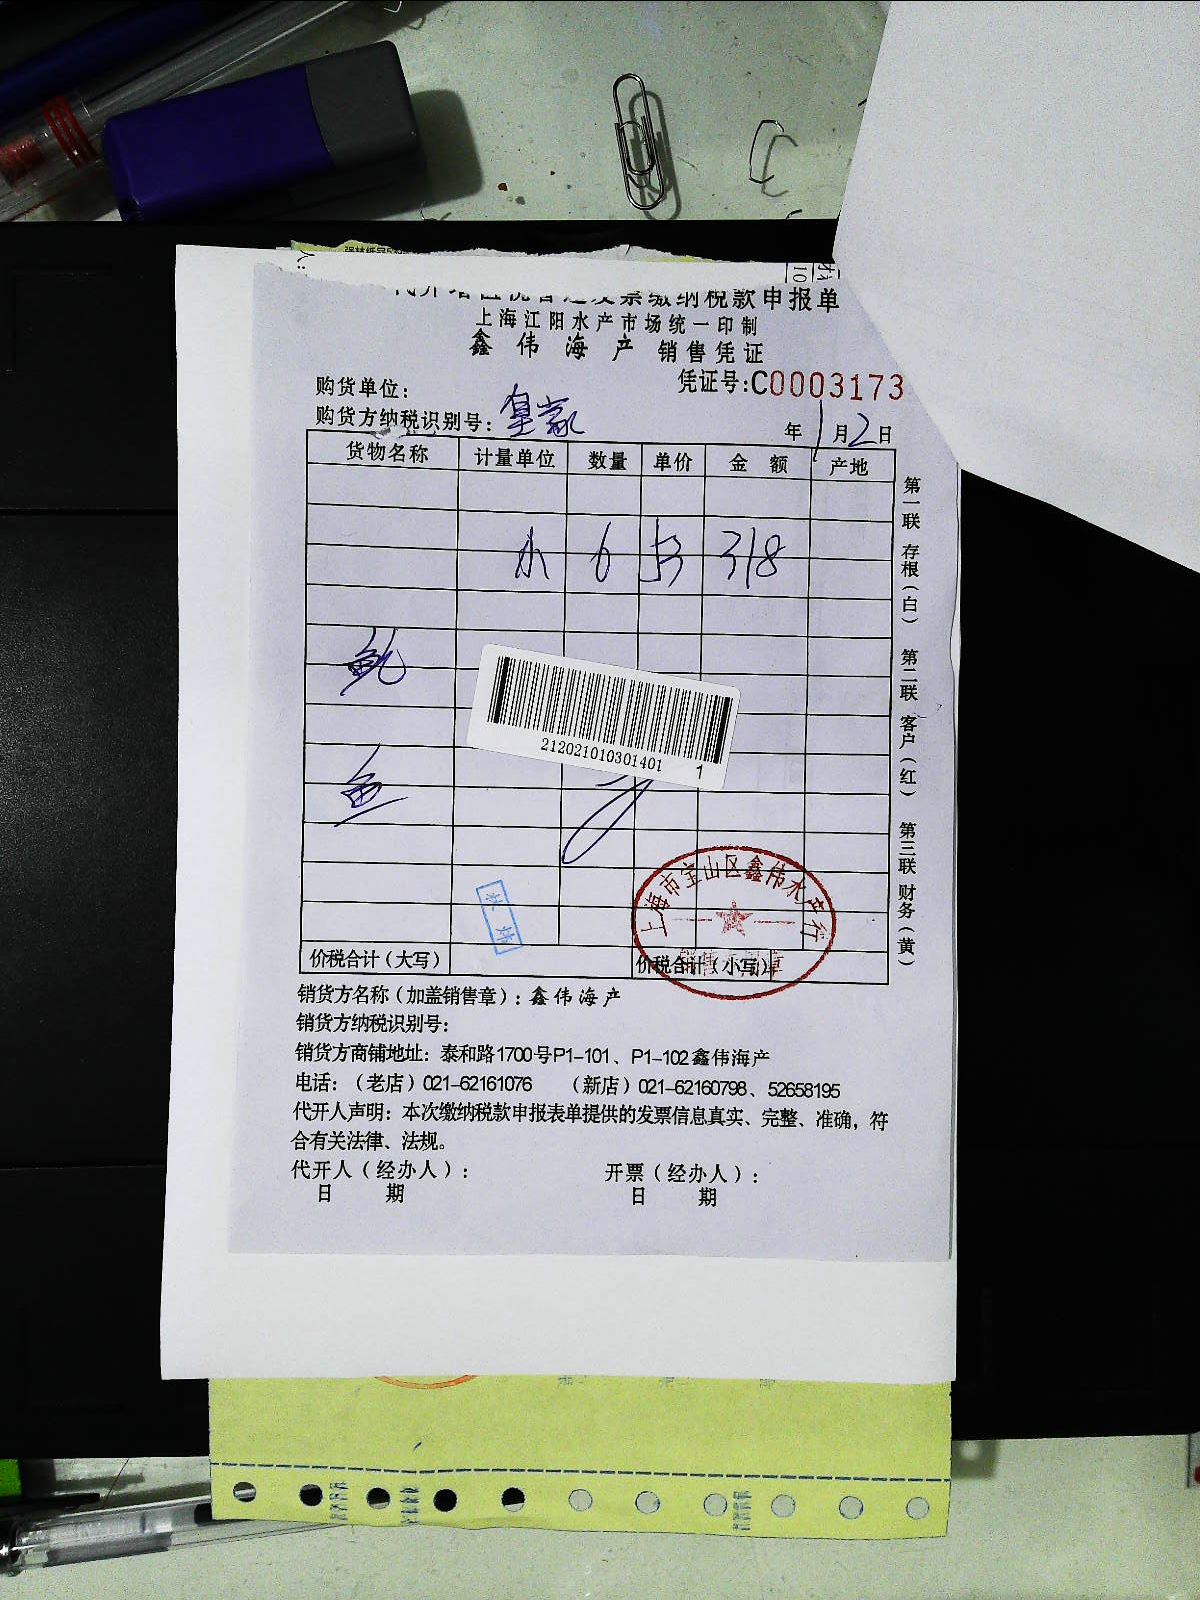 发票缴纳税款申报单
上海江阳水产市场统一印制
鑫伟海产 销售凭证
凭证号:C0003173
购货单位:
购货方纳税识别号: 皇家
年 1月2日
货物名称 计量单位 数量 单价 金额 产地
6 53 318
鲍
鱼
212021010301401 1
上海市宝山区鑫伟水产行
价税合计(大写) 价税合计(小写)
销货方名称(加盖销售章): 鑫伟海产
销货方纳税识别号:
销货方商铺地址: 泰和路1700号P1-101、P1-102鑫伟海产
电话:(老店)021-62161076 (新店)021-62160798、52658195
代开人声明: 本次缴纳税款申报表单提供的发票信息真实、完整、准确, 符
合有关法律、法规。
代开人(经办人): 开票(经办人):
日期 日期
第一联 存根(白) 第二联 客户(红) 第三联 财务(黄)